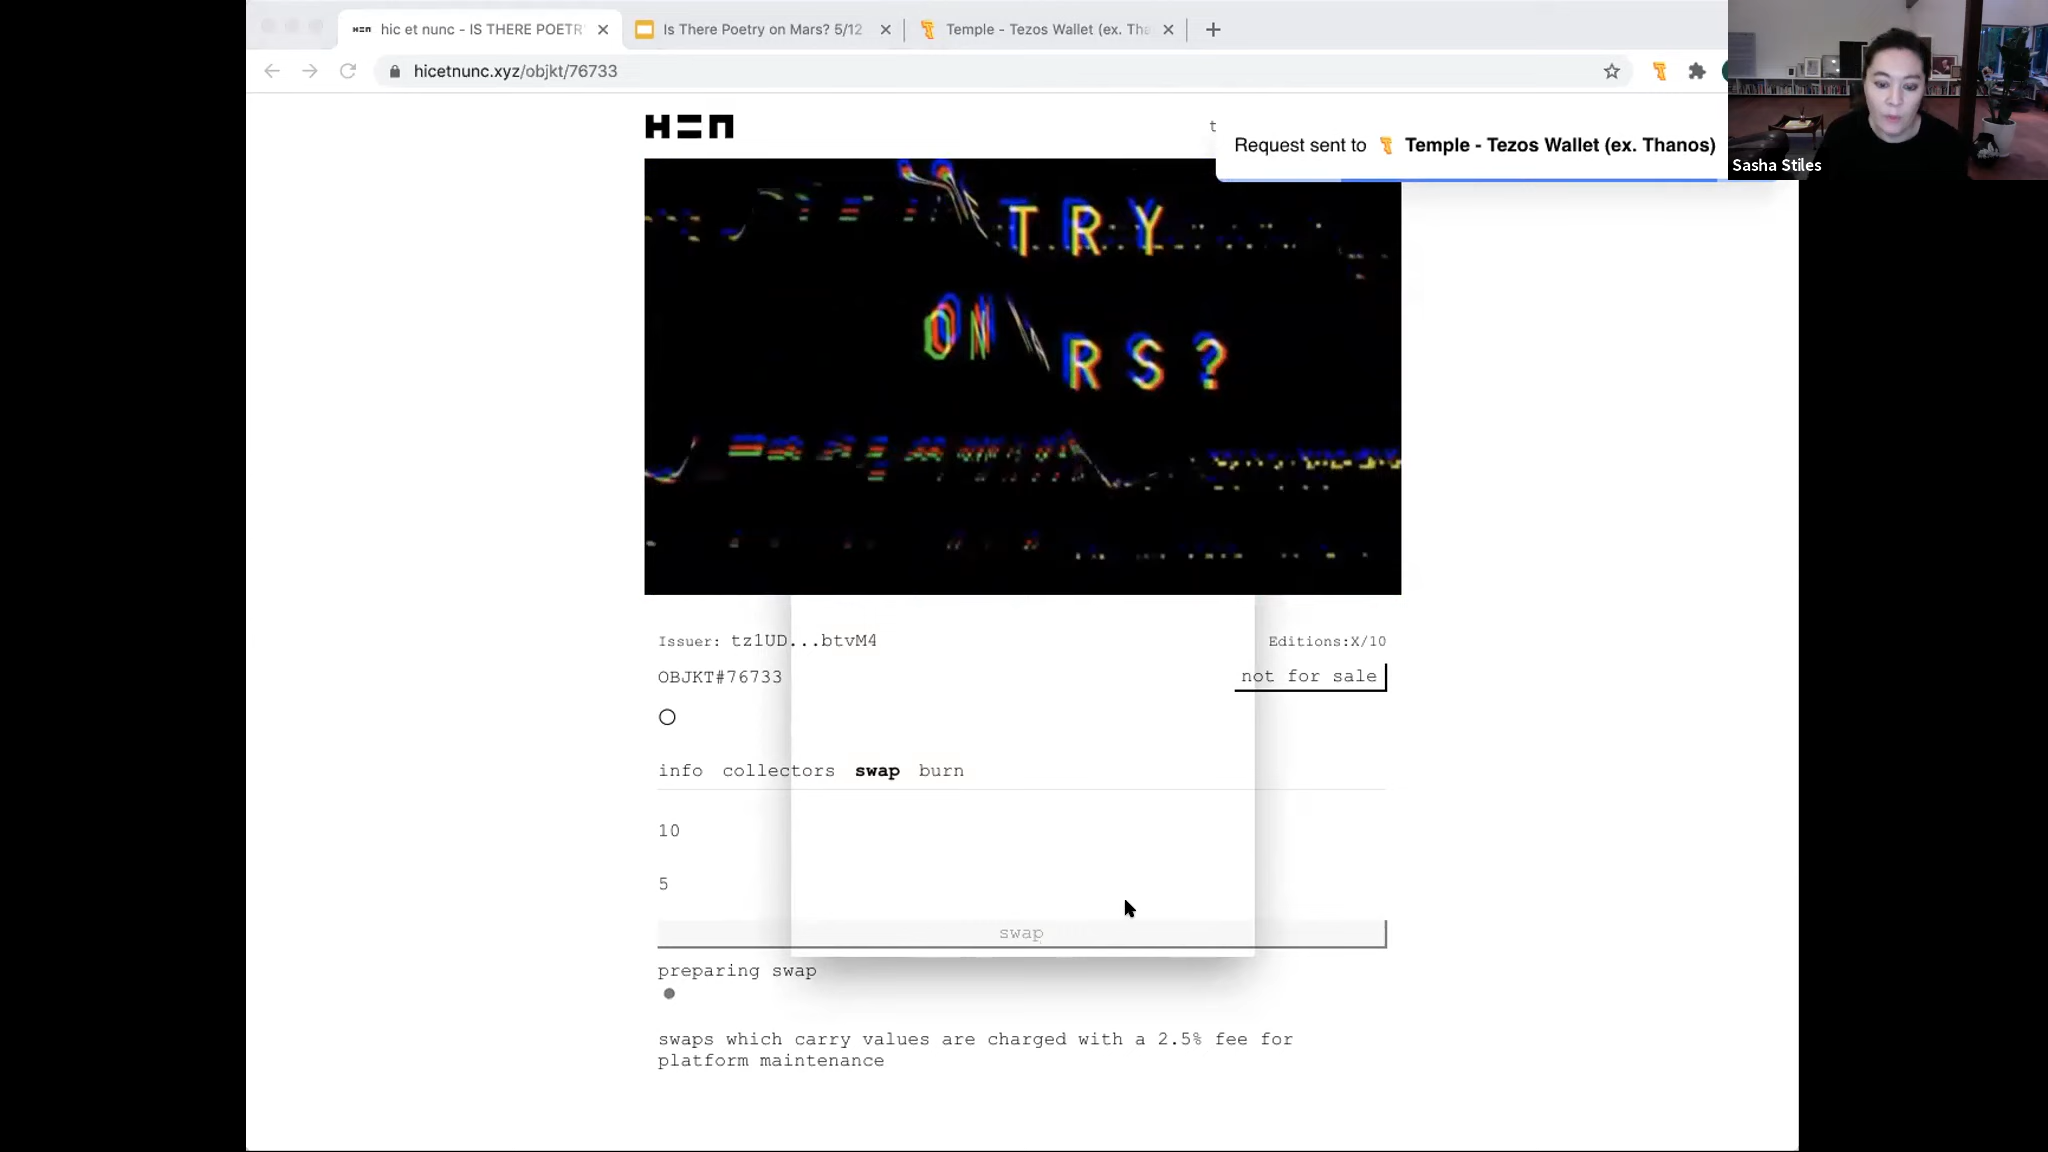 hic et nunc - IS THERE POETR
Is There Poetry on Mars? 5/12
Temple - Tezos Wallet (ex. Tha
hicetnunc.xyz/objkt/76733
Request sent to Temple - Tezos Wallet (ex. Thanos)
Sasha Stiles
TRY
ON
RS?
Issuer: tz1UD...btvM4
Editions:X/10
OBJKT#76733
not for sale
info collectors swap burn
10
5
swap
preparing swap
swaps which carry values are charged with a 2.5% fee for
platform maintenance